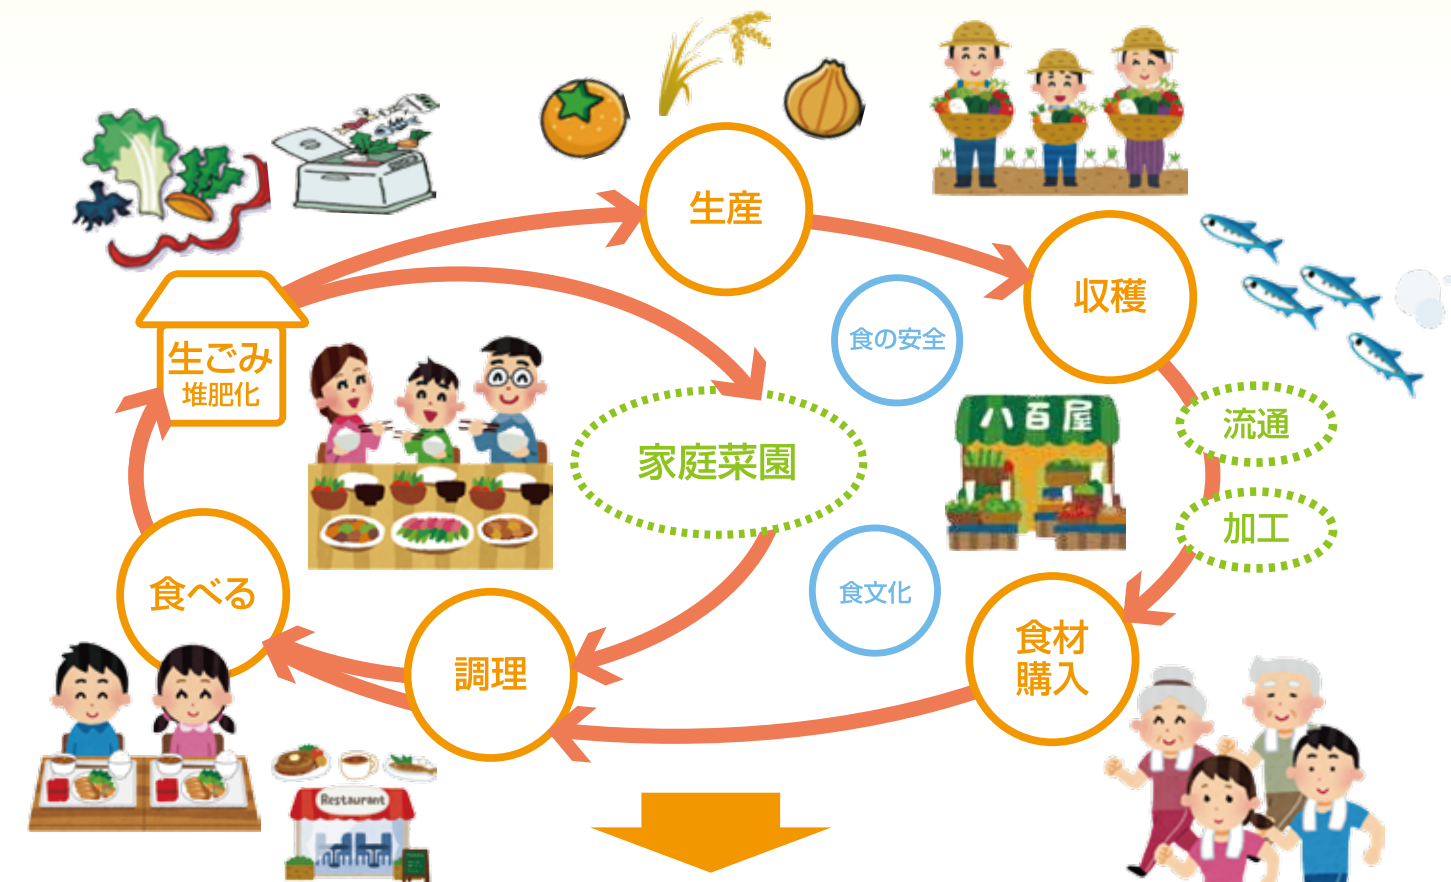 生産
収穫
食の安全
生ごみ
堆肥化
八百屋
流通
家庭菜園
加工
食べる
食文化
調理
食材
購入
Restaurant